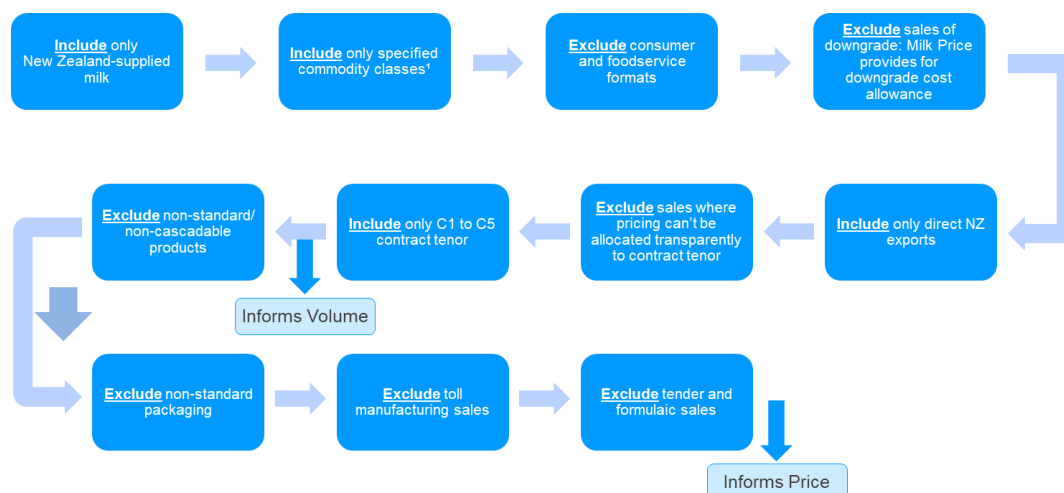 Include only
New Zealand-supplied
milk
Include only specified
commodity classes¹
Exclude consumer
and foodservice
formats
Exclude sales of
downgrade: Milk Price
provides for
downgrade cost
allowance
Include only direct NZ
exports
Exclude sales where
pricing can't be
allocated transparently
to contract tenor
Include only C1 to C5
contract tenor
Exclude non-standard/
non-cascadable
products
Informs Volume
Exclude non-standard
packaging
Exclude toll
manufacturing sales
Exclude tender and
formulaic sales
Informs Price